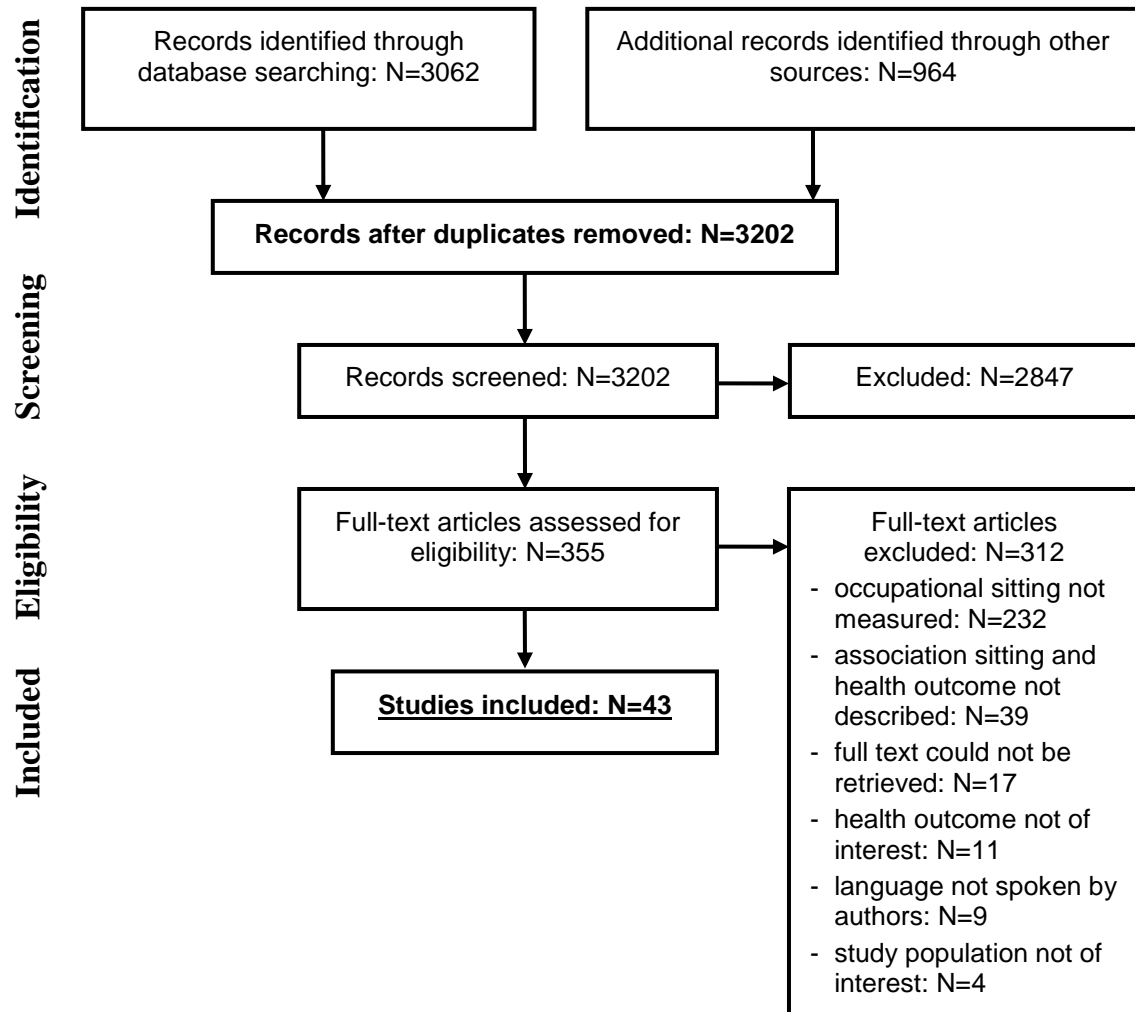 Identification
Records identified through
database searching: N=3062
Additional records identified through other
sources: N=964
Records after duplicates removed: N=3202
Screening
Records screened: N=3202
Excluded: N=2847
Eligibility
Full-text articles assessed for
eligibility: N=355
Full-text articles
excluded: N=312
- occupational sitting not
measured: N=232
- association sitting and
health outcome not
described: N=39
- full text could not be
retrieved: N=17
- health outcome not of
interest: N=11
- language not spoken by
authors: N=9
- study population not of
interest: N=4
Included
Studies included: N=43